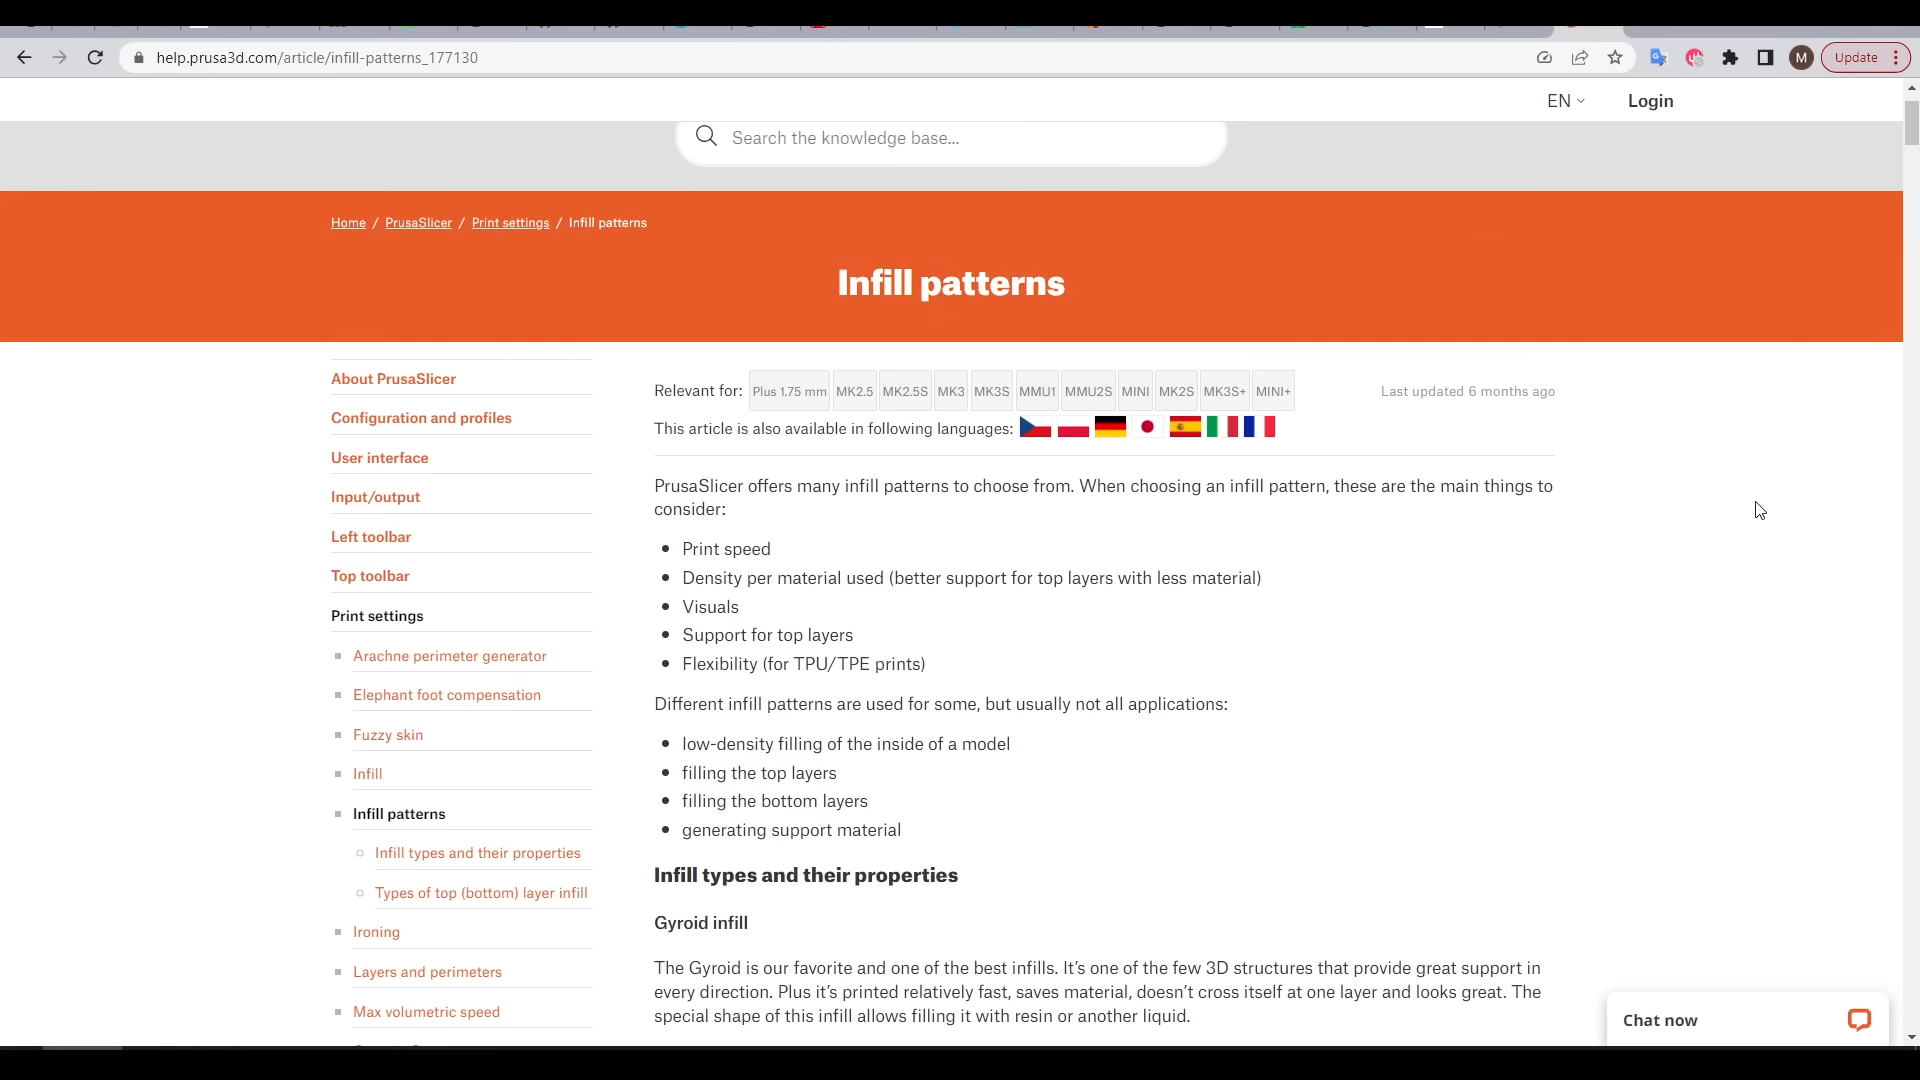 help.prusa3d.com/article/infill-patterns_177130
M
Update
EN
Login
Search the knowledge base...
Home / PrusaSlicer / Print settings / Infill patterns
Infill patterns
About PrusaSlicer
Configuration and profiles
User interface
Input/output
Left toolbar
Top toolbar
Print settings
Arachne perimeter generator
Elephant foot compensation
Fuzzy skin
Infill
Infill patterns
Infill types and their properties
Types of top (bottom) layer infill
Ironing
Layers and perimeters
Max volumetric speed
Relevant for: Plus 1.75 mm MK2.5 MK2.5S MK3 MK3S MMU1 MMU2S MINI MK2S MK3S+ MINI+
Last updated 6 months ago
This article is also available in following languages:
PrusaSlicer offers many infill patterns to choose from. When choosing an infill pattern, these are the main things to
consider:
Print speed
Density per material used (better support for top layers with less material)
Visuals
Support for top layers
Flexibility (for TPU/TPE prints)
Different infill patterns are used for some, but usually not all applications:
low-density filling of the inside of a model
filling the top layers
filling the bottom layers
generating support material
Infill types and their properties
Gyroid infill
The Gyroid is our favorite and one of the best infills. It's one of the few 3D structures that provide great support in
every direction. Plus it's printed relatively fast, saves material, doesn't cross itself at one layer and looks great. The
special shape of this infill allows filling it with resin or another liquid.
Chat now